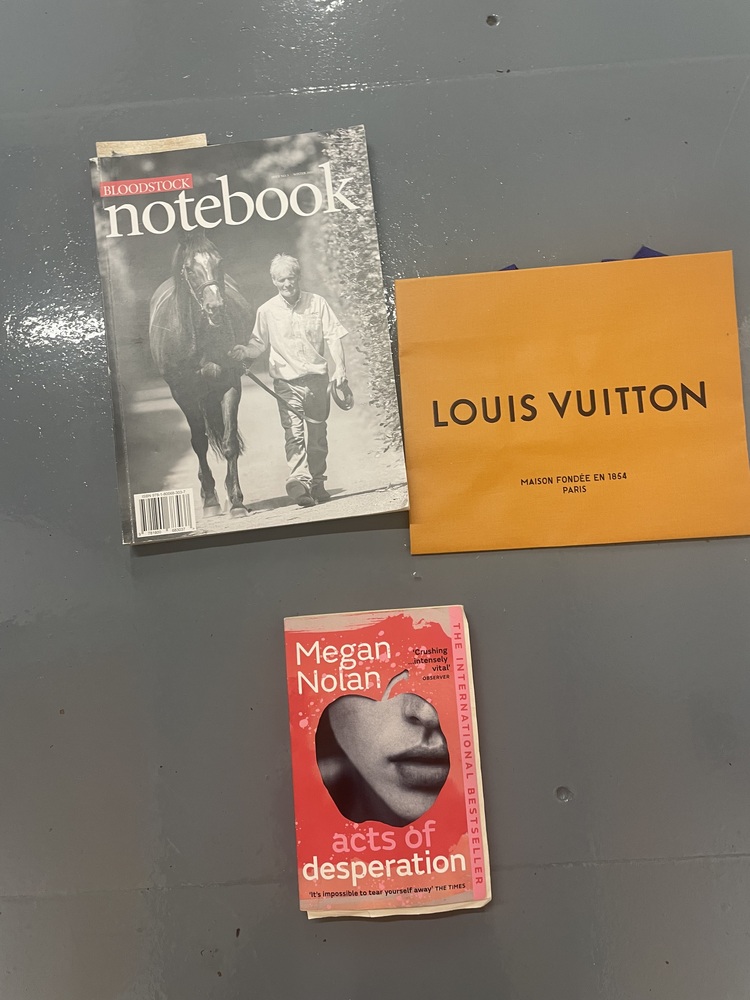 BLOODSTOCK
notebook
LOUIS VUITTON
MAISON FONDÉE EN 1854
PARIS
Megan
Nolan
'Crushing
intensely
vital'
OBSERVER
THE INTERNATIONAL BESTSELLER
acts of
desperation
'It's impossible to tear yourself away' THE TIMES